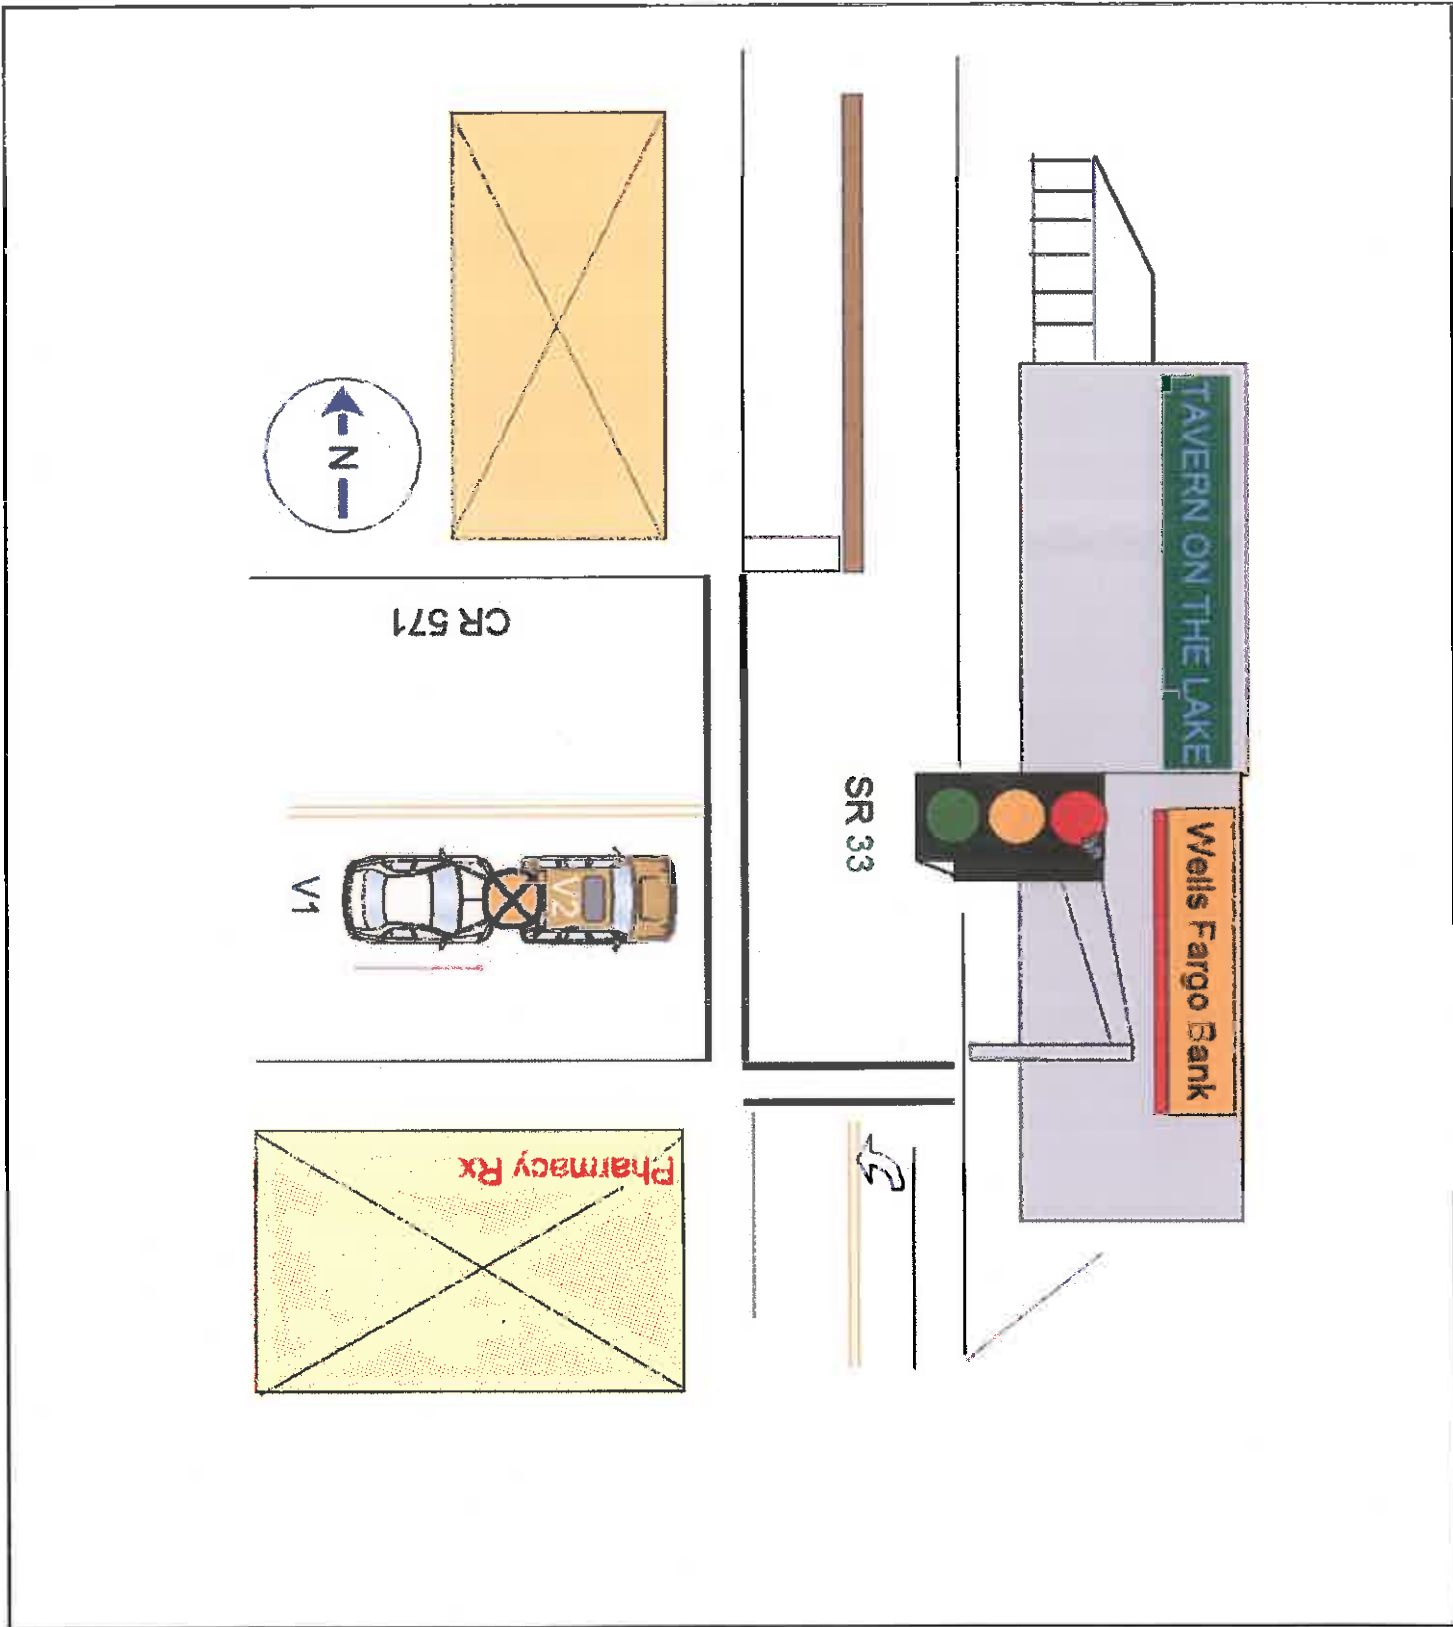 TAVERN ON THE LAKE
N
CR 571
SR 33
Wells Fargo Bank
V1
V2
Pharmacy Rx